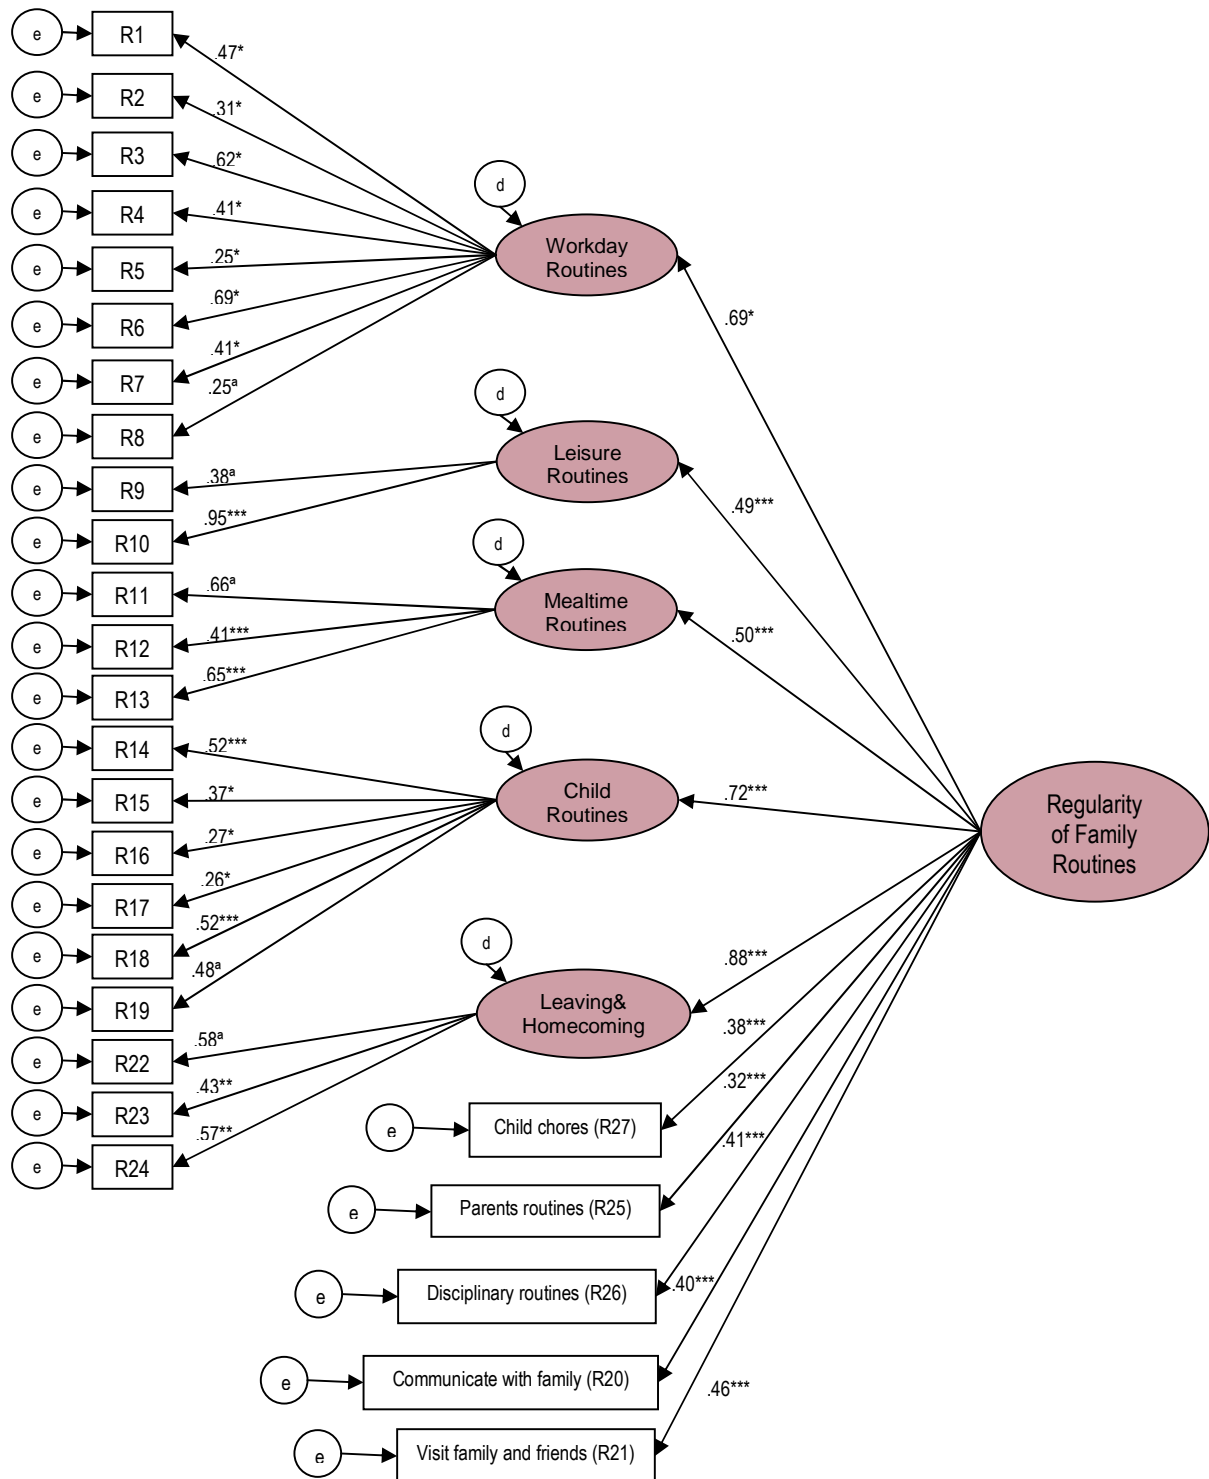 e
R1
.47*
e
R2
.31*
e
R3
.62*
e
R4
.41*
e
R5
.25*
e
R6
.69*
e
R7
.41*
e
R8
.25ª
e
R9
.38ª
e
R10
.95***
e
R11
.66ª
e
R12
.41***
e
R13
.65***
e
R14
.52***
e
R15
.37*
e
R16
.27*
e
R17
.26*
e
R18
.52***
e
R19
.48ª
e
R22
.58ª
e
R23
.43**
e
R24
.57**
d
Workday
Routines
d
Leisure
Routines
d
Mealtime
Routines
d
Child
Routines
d
Leaving&
Homecoming
.69*
.49***
.50***
.72***
.88***
.38***
.32***
.41***
.40***
.46***
Regularity
of Family
Routines
e
Child chores (R27)
e
Parents routines (R25)
e
Disciplinary routines (R26)
e
Communicate with family (R20)
e
Visit family and friends (R21)